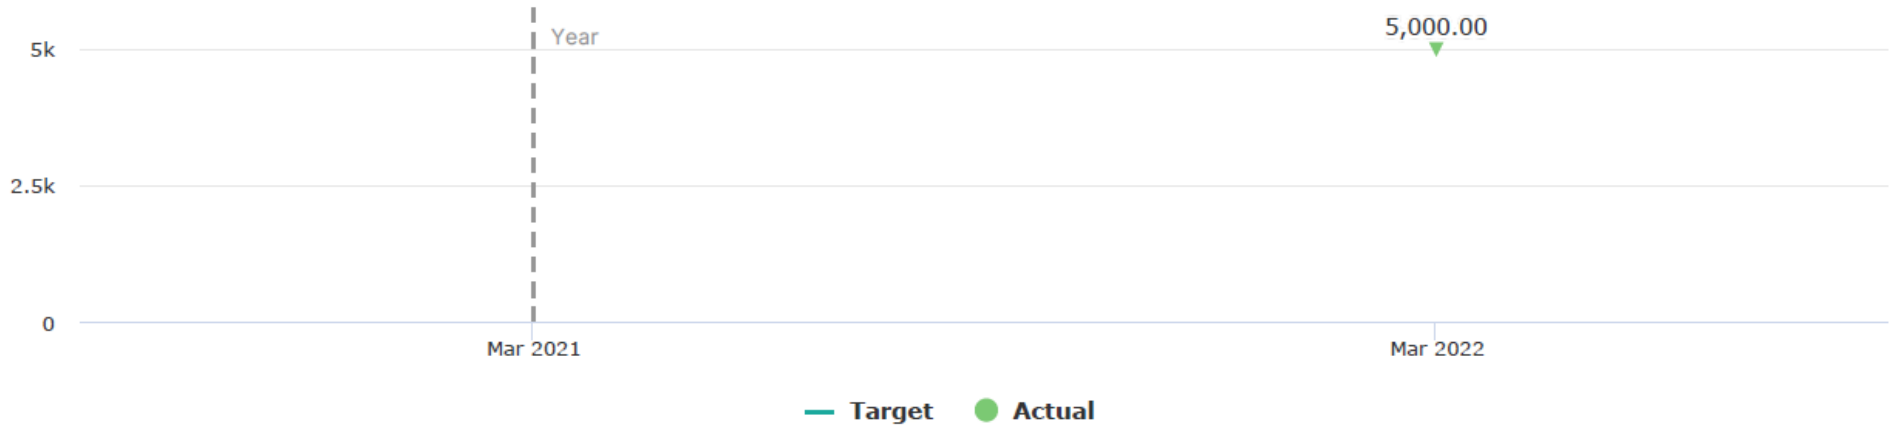 5,000.00
Year
5k
2.5k
0
Mar 2021 Mar 2022
Target Actual